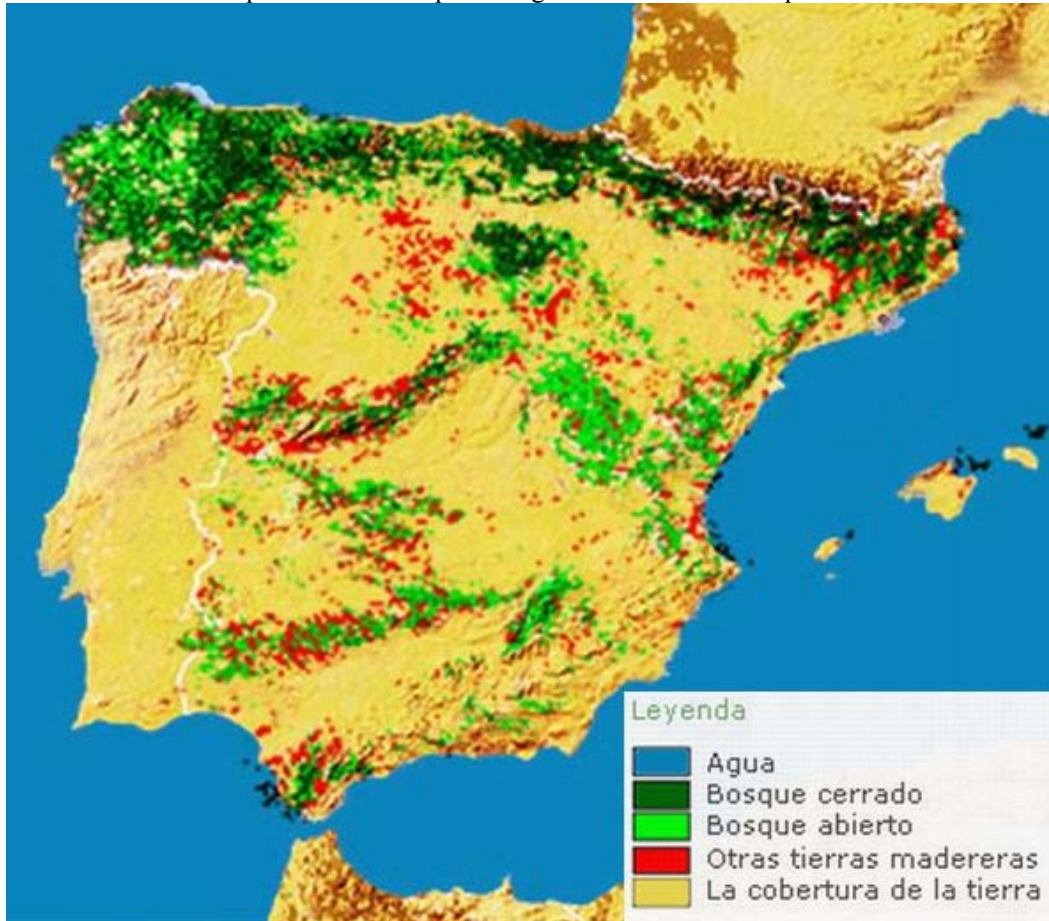 Leyenda
Agua
Bosque cerrado
Bosque abierto
Otras tierras madereras
La cobertura de la tierra